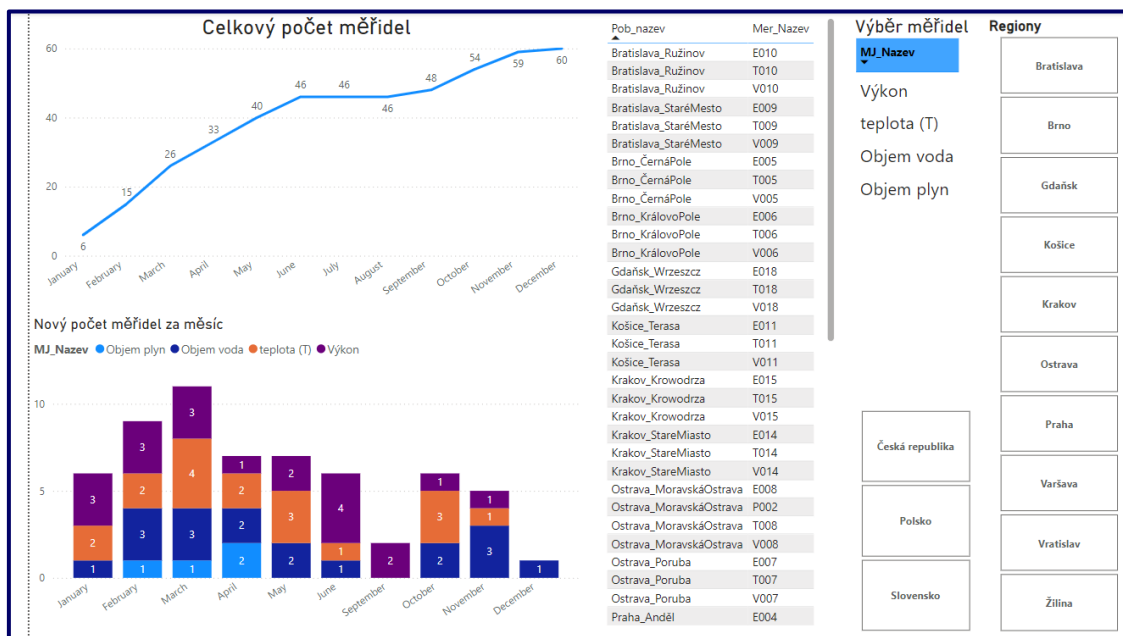 Celkový počet měřidel
60
40
20
0
6
15
26
33
40
46
46
46
48
54
59
60
January
February
March
April
May
June
July
August
September
October
November
December
Nový počet měřidel za měsíc
MJ_Nazev Objem plyn Objem voda teplota (T) Výkon
10
5
0
3
2
1
3
2
3
1
3
4
3
1
1
2
2
2
2
3
2
4
1
1
2
1
3
2
1
1
3
1
January
February
March
April
May
June
September
October
November
December
Pob_nazev Mer_Nazev
Bratislava_Ružinov E010
Bratislava_Ružinov T010
Bratislava_Ružinov V010
Bratislava_StaréMesto E009
Bratislava_StaréMesto T009
Bratislava_StaréMesto V009
Brno_ČernáPole E005
Brno_ČernáPole T005
Brno_ČernáPole V005
Brno_KrálovoPole E006
Brno_KrálovoPole T006
Brno_KrálovoPole V006
Gdaňsk_Wrzeszcz E018
Gdaňsk_Wrzeszcz T018
Gdaňsk_Wrzeszcz V018
Košice_Terasa E011
Košice_Terasa T011
Košice_Terasa V011
Krakov_Krowodrza E015
Krakov_Krowodrza T015
Krakov_Krowodrza V015
Krakov_StareMiasto E014
Krakov_StareMiasto T014
Krakov_StareMiasto V014
Ostrava_MoravskáOstrava E008
Ostrava_MoravskáOstrava P002
Ostrava_MoravskáOstrava T008
Ostrava_MoravskáOstrava V008
Ostrava_Poruba E007
Ostrava_Poruba T007
Ostrava_Poruba V007
Praha_Anděl E004
Výběr měřidel
MJ_Nazev
Výkon
teplota (T)
Objem voda
Objem plyn
Česká republika
Polsko
Slovensko
Regiony
Bratislava
Brno
Gdaňsk
Košice
Krakov
Ostrava
Praha
Varšava
Vratislav
Žilina